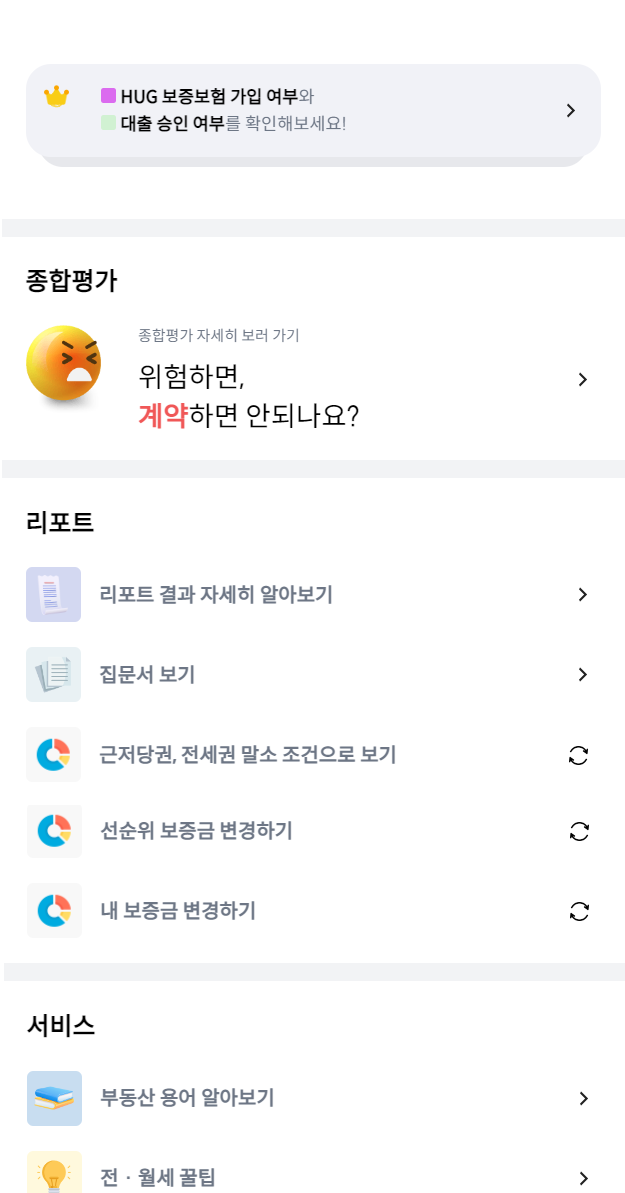 HUG 보증보험 가입 여부와
대출 승인 여부를 확인해보세요!
종합평가
종합평가 자세히 보러 가기
위험하면,
계약하면 안되나요?
리포트
리포트 결과 자세히 알아보기
집문서 보기
근저당권, 전세권 말소 조건으로 보기
선순위 보증금 변경하기
내 보증금 변경하기
서비스
부동산 용어 알아보기
전 · 월세 꿀팁